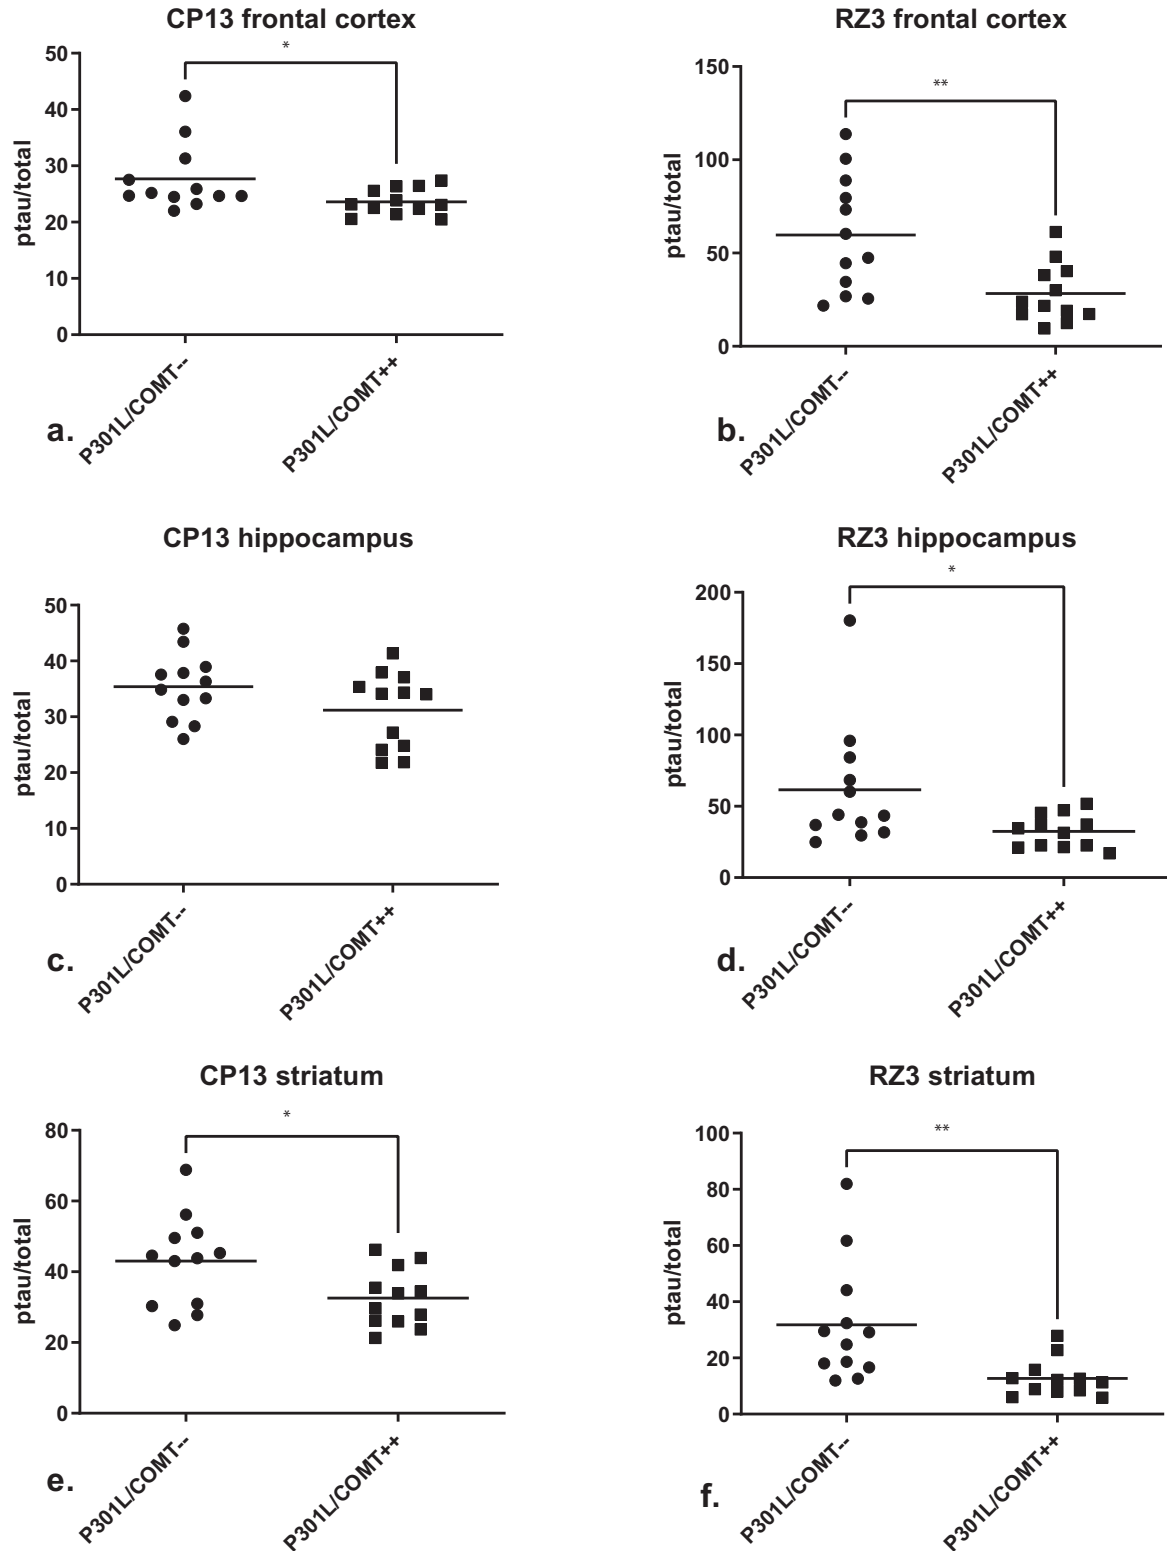 CP13 frontal cortex
*
50
40
30
20
10
0
ptau/total
P301L/COMT--
P301L/COMT++
a.
RZ3 frontal cortex
**
150
100
50
0
ptau/total
P301L/COMT--
P301L/COMT++
b.
CP13 hippocampus
50
40
30
20
10
0
ptau/total
P301L/COMT--
P301L/COMT++
c.
RZ3 hippocampus
*
200
150
100
50
0
ptau/total
P301L/COMT--
P301L/COMT++
d.
CP13 striatum
*
80
60
40
20
0
ptau/total
P301L/COMT--
P301L/COMT++
e.
RZ3 striatum
**
100
80
60
40
20
0
ptau/total
P301L/COMT--
P301L/COMT++
f.